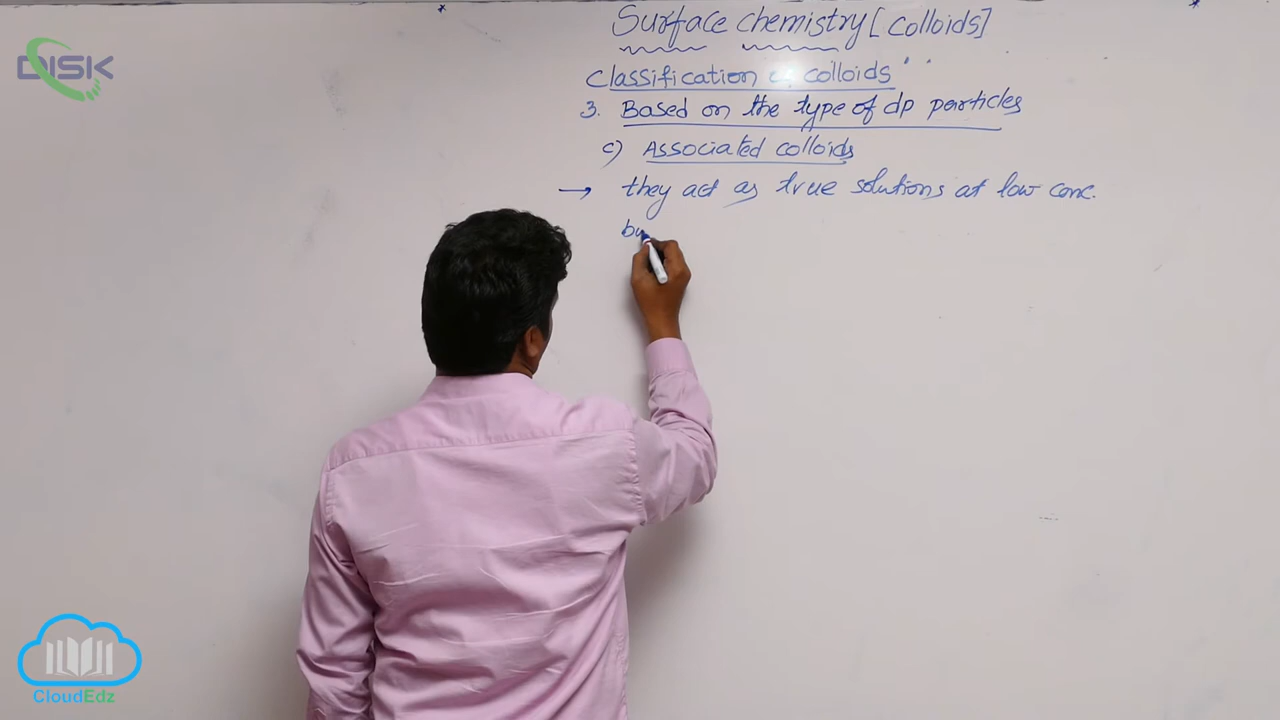 Surface chemistry [Colloids]
Classification of colloids
3. Based on the type of dp particles
c) Associated colloids
→ they act as true solutions at low conc.
bu
DISK
CloudEdz